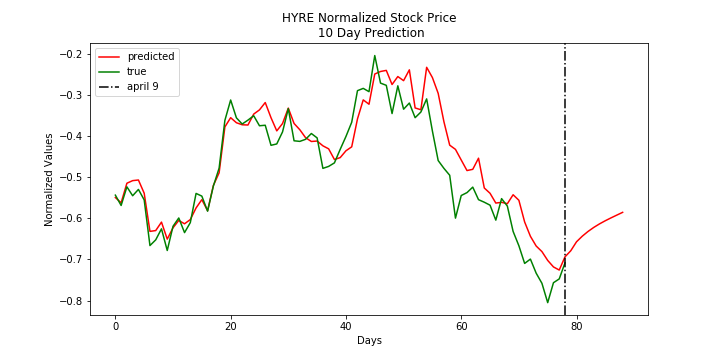 HYRE Normalized Stock Price
10 Day Prediction
predicted
true
april 9
Normalized Values
−0.2
−0.3
−0.4
−0.5
−0.6
−0.7
−0.8
0 20 40 60 80
Days